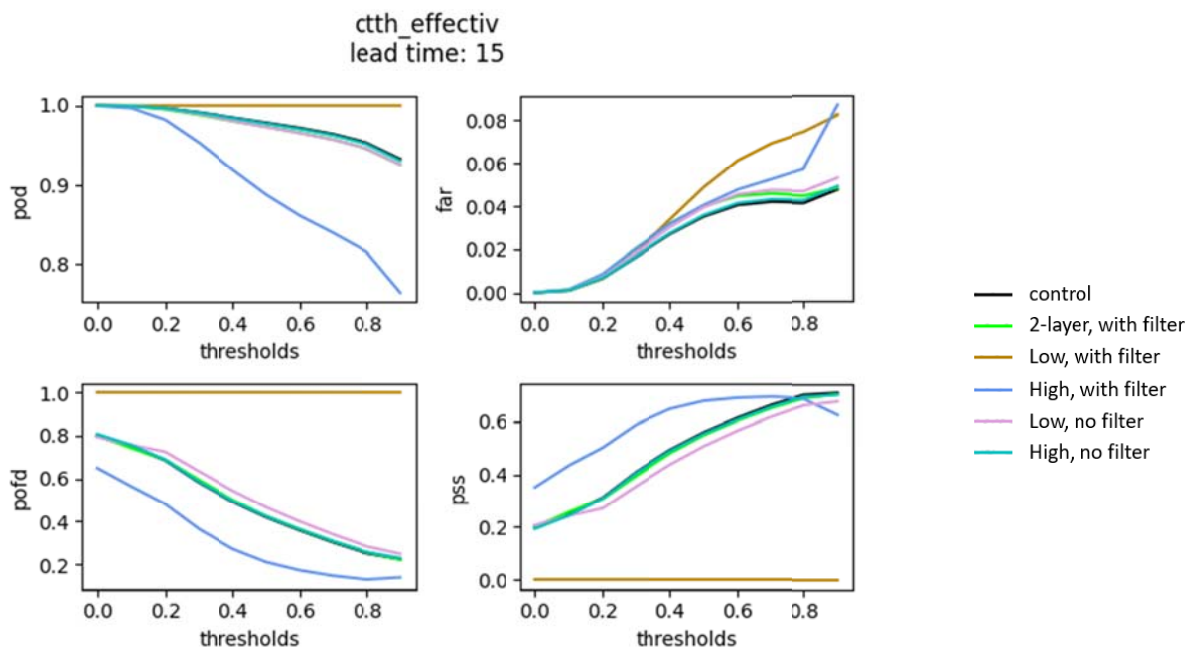 ctth_effectiv
lead time: 15
1.0
0.9
0.8
pod
0.0 0.2 0.4 0.6 0.8
thresholds
0.08
0.06
0.04
0.02
0.00
far
0.0 0.2 0.4 0.6 0.8
thresholds
1.0
0.8
0.6
0.4
0.2
pofd
0.0 0.2 0.4 0.6 0.8
thresholds
0.6
0.4
0.2
0.0
pss
0.0 0.2 0.4 0.6 0.8
thresholds
control
2-layer, with filter
Low, with filter
High, with filter
Low, no filter
High, no filter